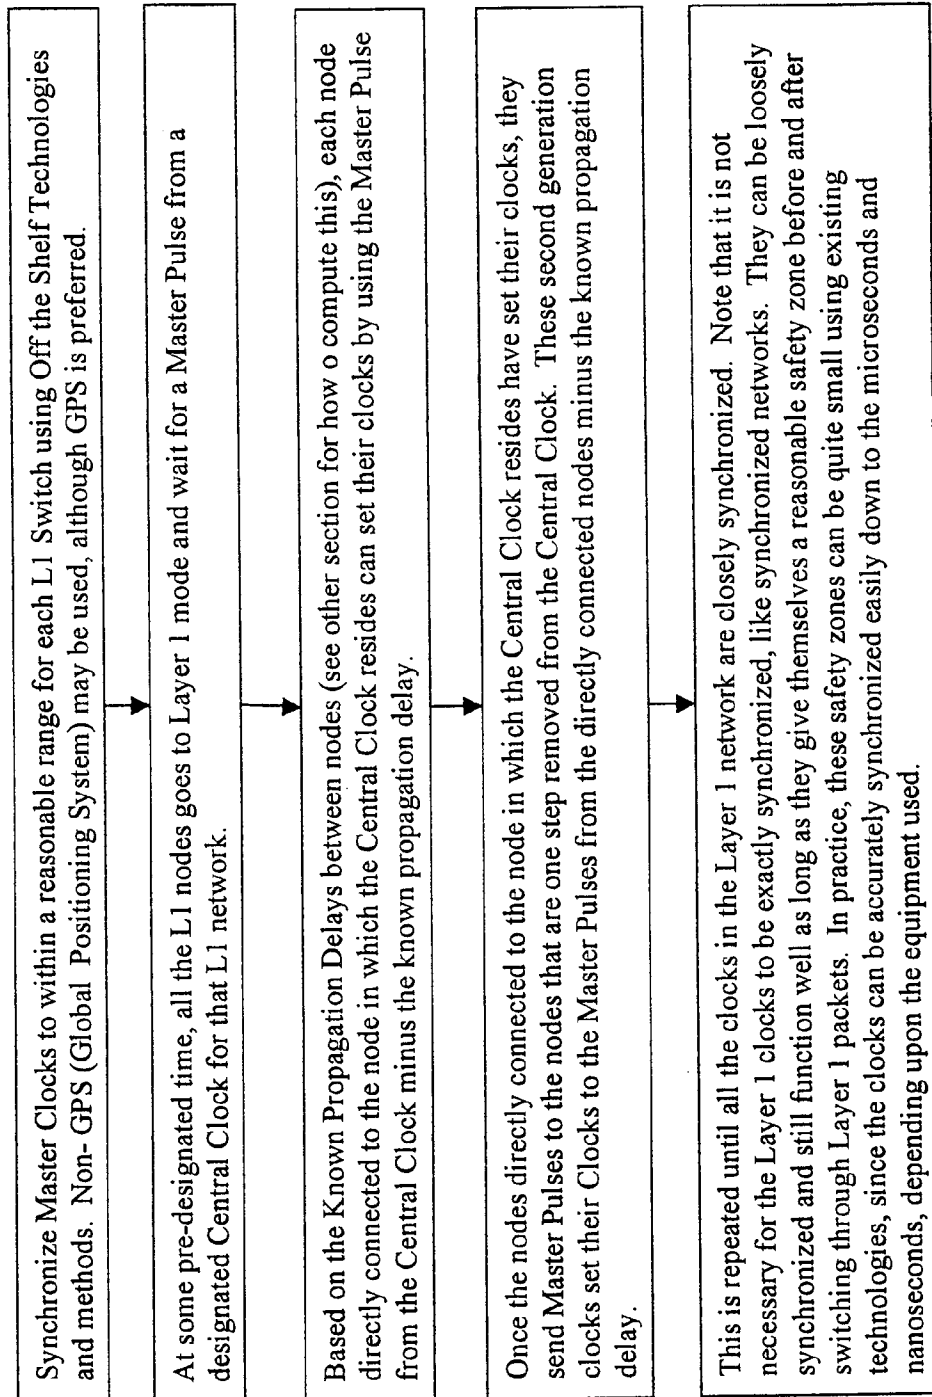 Synchronize Master Clocks to within a reasonable range for each L1 Switch using Off the Shelf Technologies
and methods. Non- GPS (Global Positioning System) may be used, although GPS is preferred.
At some pre-designated time, all the L1 nodes goes to Layer 1 mode and wait for a Master Pulse from a
designated Central Clock for that L1 network.
Based on the Known Propagation Delays between nodes (see other section for how o compute this), each node
directly connected to the node in which the Central Clock resides can set their clocks by using the Master Pulse
from the Central Clock minus the known propagation delay.
Once the nodes directly connected to the node in which the Central Clock resides have set their clocks, they
send Master Pulses to the nodes that are one step removed from the Central Clock. These second generation
clocks set their Clocks to the Master Pulses from the directly connected nodes minus the known propagation
delay.
This is repeated until all the clocks in the Layer 1 network are closely synchronized. Note that it is not
necessary for the Layer 1 clocks to be exactly synchronized, like synchronized networks. They can be loosely
synchronized and still function well as long as they give themselves a reasonable safety zone before and after
switching through Layer 1 packets. In practice, these safety zones can be quite small using existing
technologies, since the clocks can be accurately synchronized easily down to the microseconds and
nanoseconds, depending upon the equipment used.